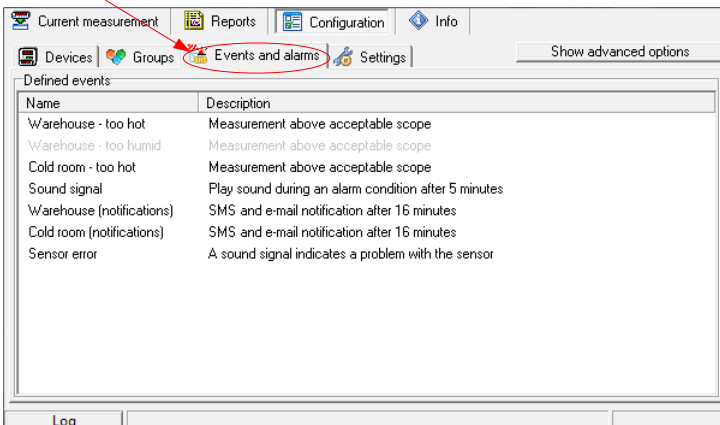 Current measurement Reports Configuration Info
Devices Groups Events and alarms Settings Show advanced options
Defined events
Name Description
Warehouse - too hot Measurement above acceptable scope
Warehouse - too humid Measurement above acceptable scope
Cold room - too hot Measurement above acceptable scope
Sound signal Play sound during an alarm condition after 5 minutes
Warehouse (notifications) SMS and e-mail notification after 16 minutes
Cold room (notifications) SMS and e-mail notification after 16 minutes
Sensor error A sound signal indicates a problem with the sensor
Log